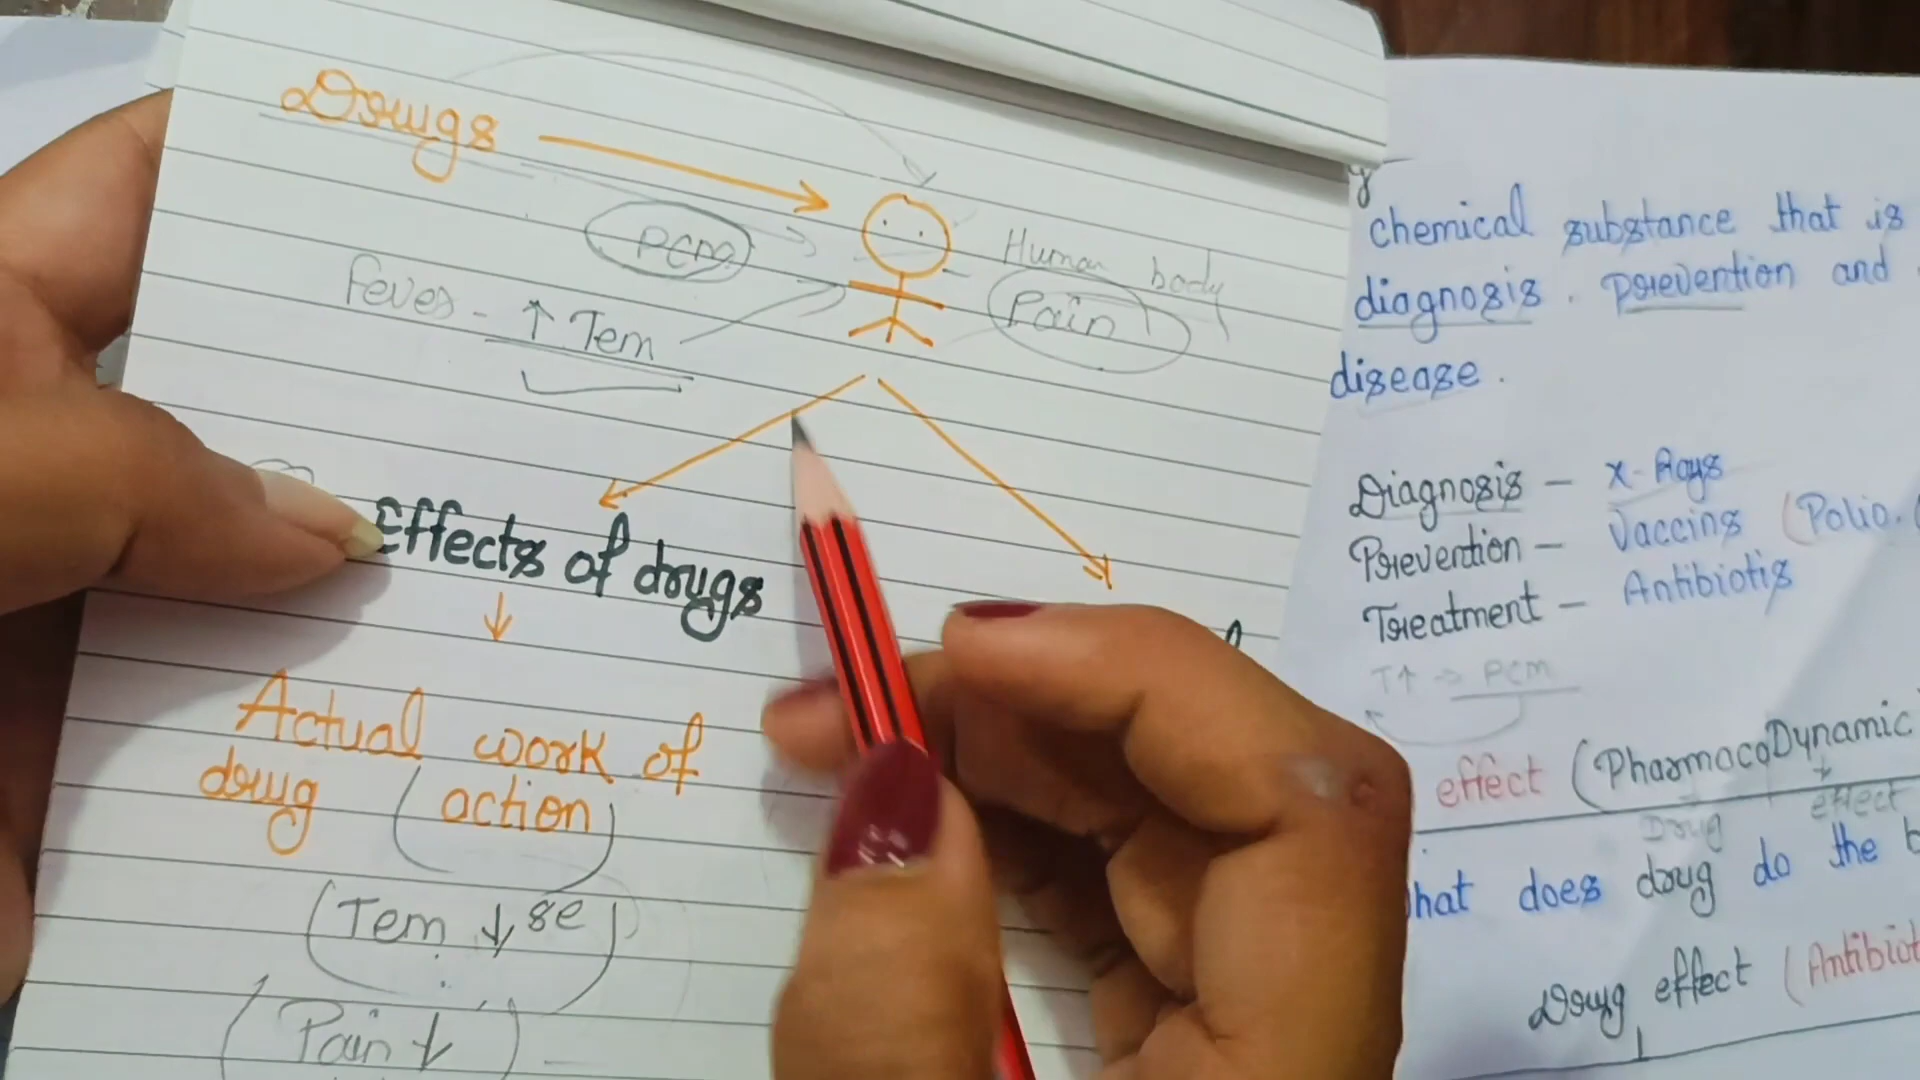 Drugs
PCM
Human body
Fever - ↑ Tem
Pain
Effects of drugs
Actual work of
drug (action)
(Tem ↓ se)
(Pain ↓
chemical substance that is
diagnosis. prevention and
disease.
Diagnosis - X-Rays
Prevention - Vaccins (Polio.
Treatment - Antibiotis
T↑ → PCM
effect (PharmacoDynamic
Drug effect
hat does drug do the b
Drug effect (Antibiot